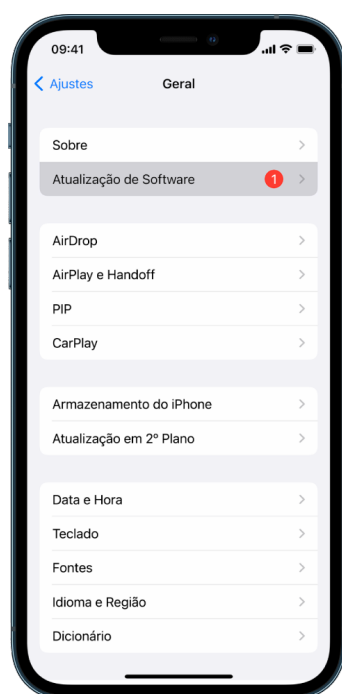 09:41
Ajustes
Geral
Sobre
Atualização de Software 1
AirDrop
AirPlay e Handoff
PIP
CarPlay
Armazenamento do iPhone
Atualização em 2º Plano
Data e Hora
Teclado
Fontes
Idioma e Região
Dicionário